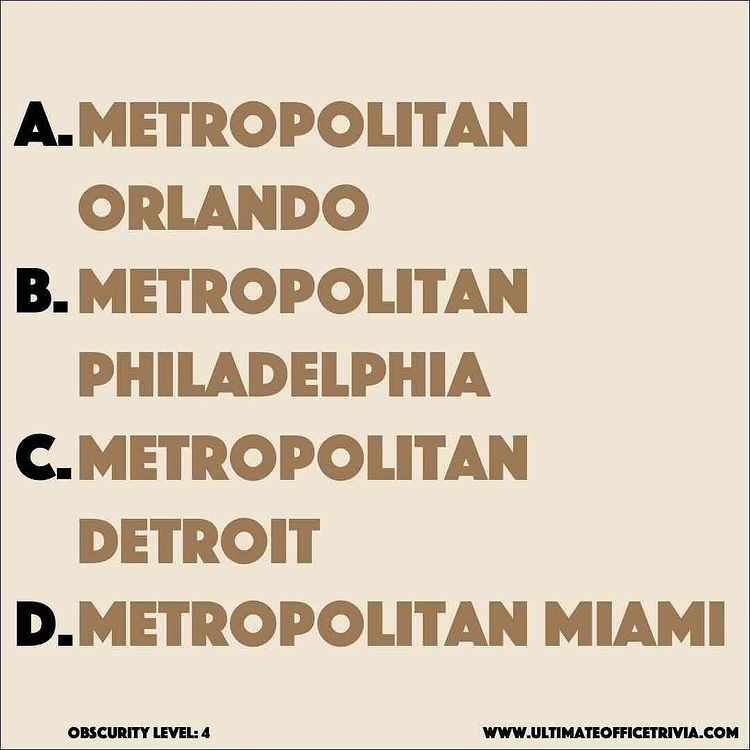 A. METROPOLITAN
ORLANDO
B. METROPOLITAN
PHILADELPHIA
C. METROPOLITAN
DETROIT
D. METROPOLITAN MIAMI
OBSCURITY LEVEL: 4 WWW.ULTIMATEOFFICETRIVIA.COM